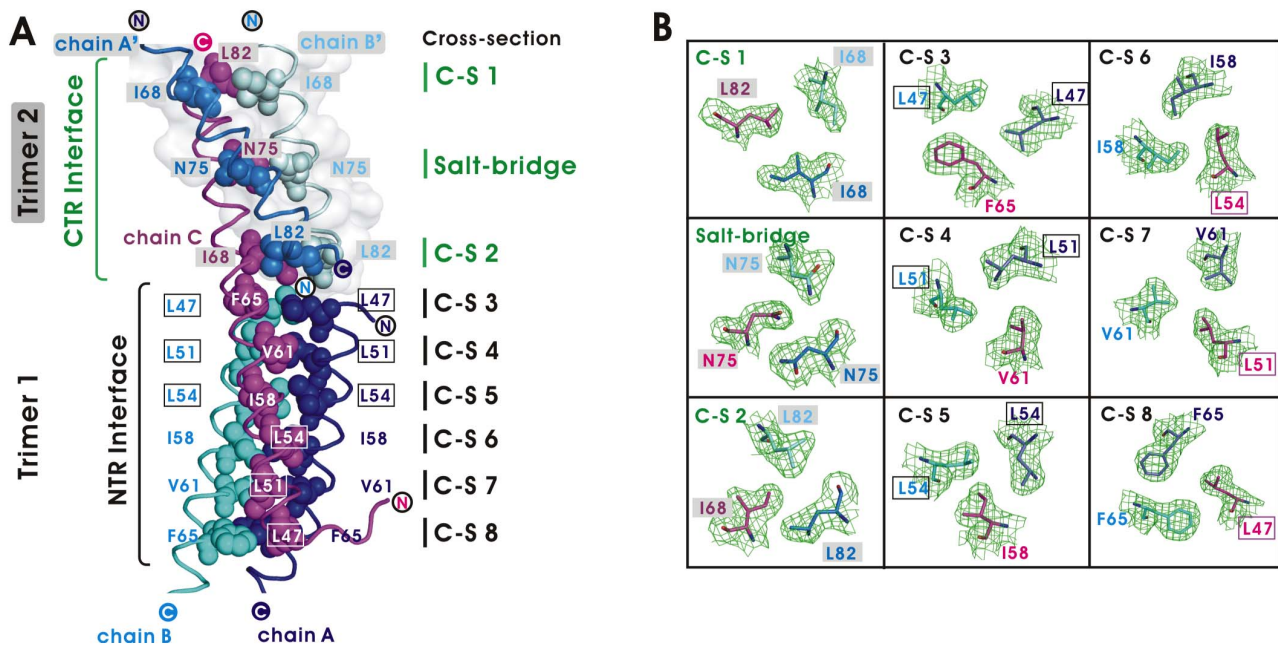 A
N
N
chain A'
C
L82
chain B'
Cross-section
I68
I68
C-S 1
Trimer 2
CTR Interface
N75
N75
N75
Salt-bridge
chain C
L82
I68
L82
C
C-S 2
N
L47
F65
L47
N
C-S 3
L51
V61
L51
C-S 4
Trimer 1
NTR Interface
L54
I58
L54
C-S 5
I58
L54
I58
C-S 6
V61
L51
V61
N
C-S 7
F65
L47
F65
C-S 8
C
C
chain B
chain A
B
C-S 1
I68
L82
I68
C-S 3
L47
L47
F65
C-S 6
I58
I58
L54
Salt-bridge
N75
N75
N75
C-S 4
L51
L51
V61
C-S 7
V61
V61
L51
C-S 2
L82
I68
L82
C-S 5
L54
L54
I58
C-S 8
F65
F65
L47